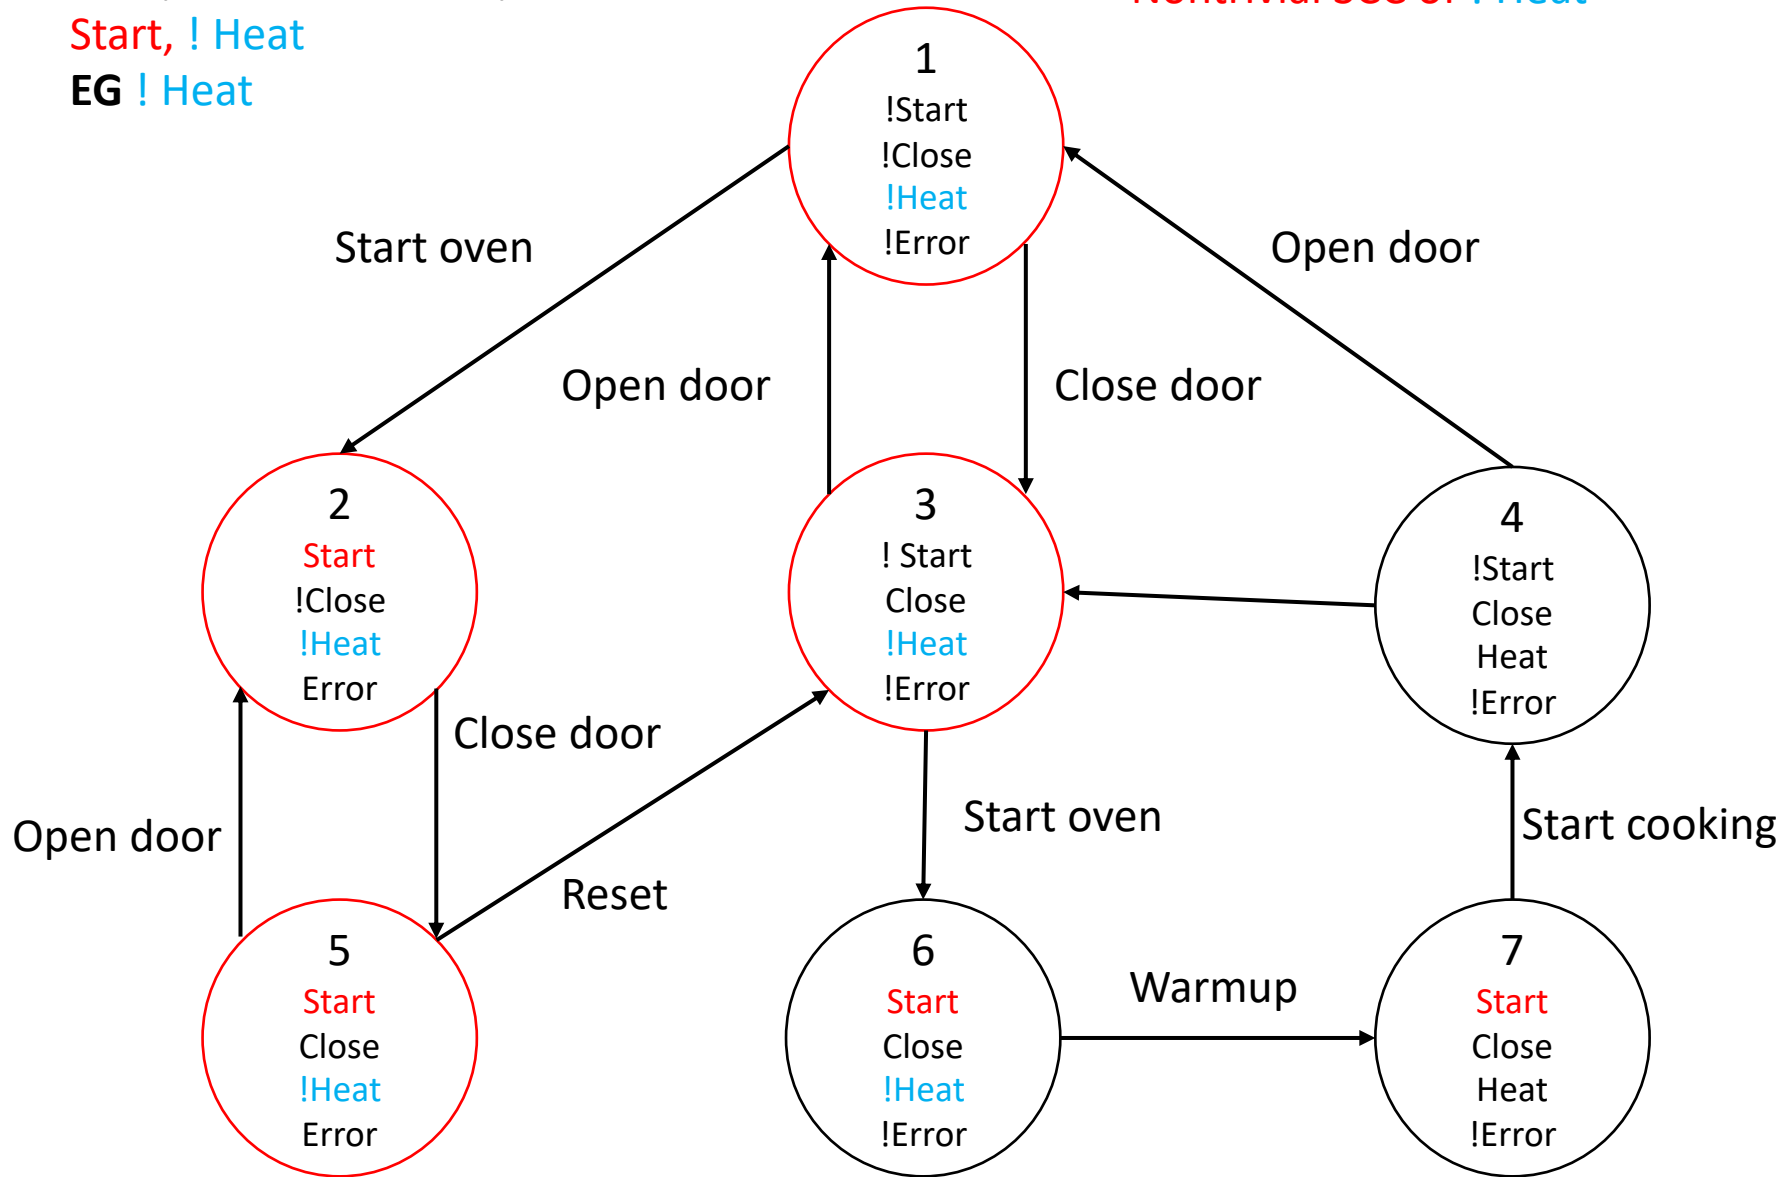 Start, ! Heat
EG ! Heat
1
!Start
!Close
!Heat
!Error
Start oven
Open door
Open door
Close door
2
Start
!Close
!Heat
Error
3
! Start
Close
!Heat
!Error
4
!Start
Close
Heat
!Error
Close door
Open door
Start oven
Start cooking
Reset
5
Start
Close
!Heat
Error
6
Start
Close
!Heat
!Error
Warmup
7
Start
Close
Heat
!Error